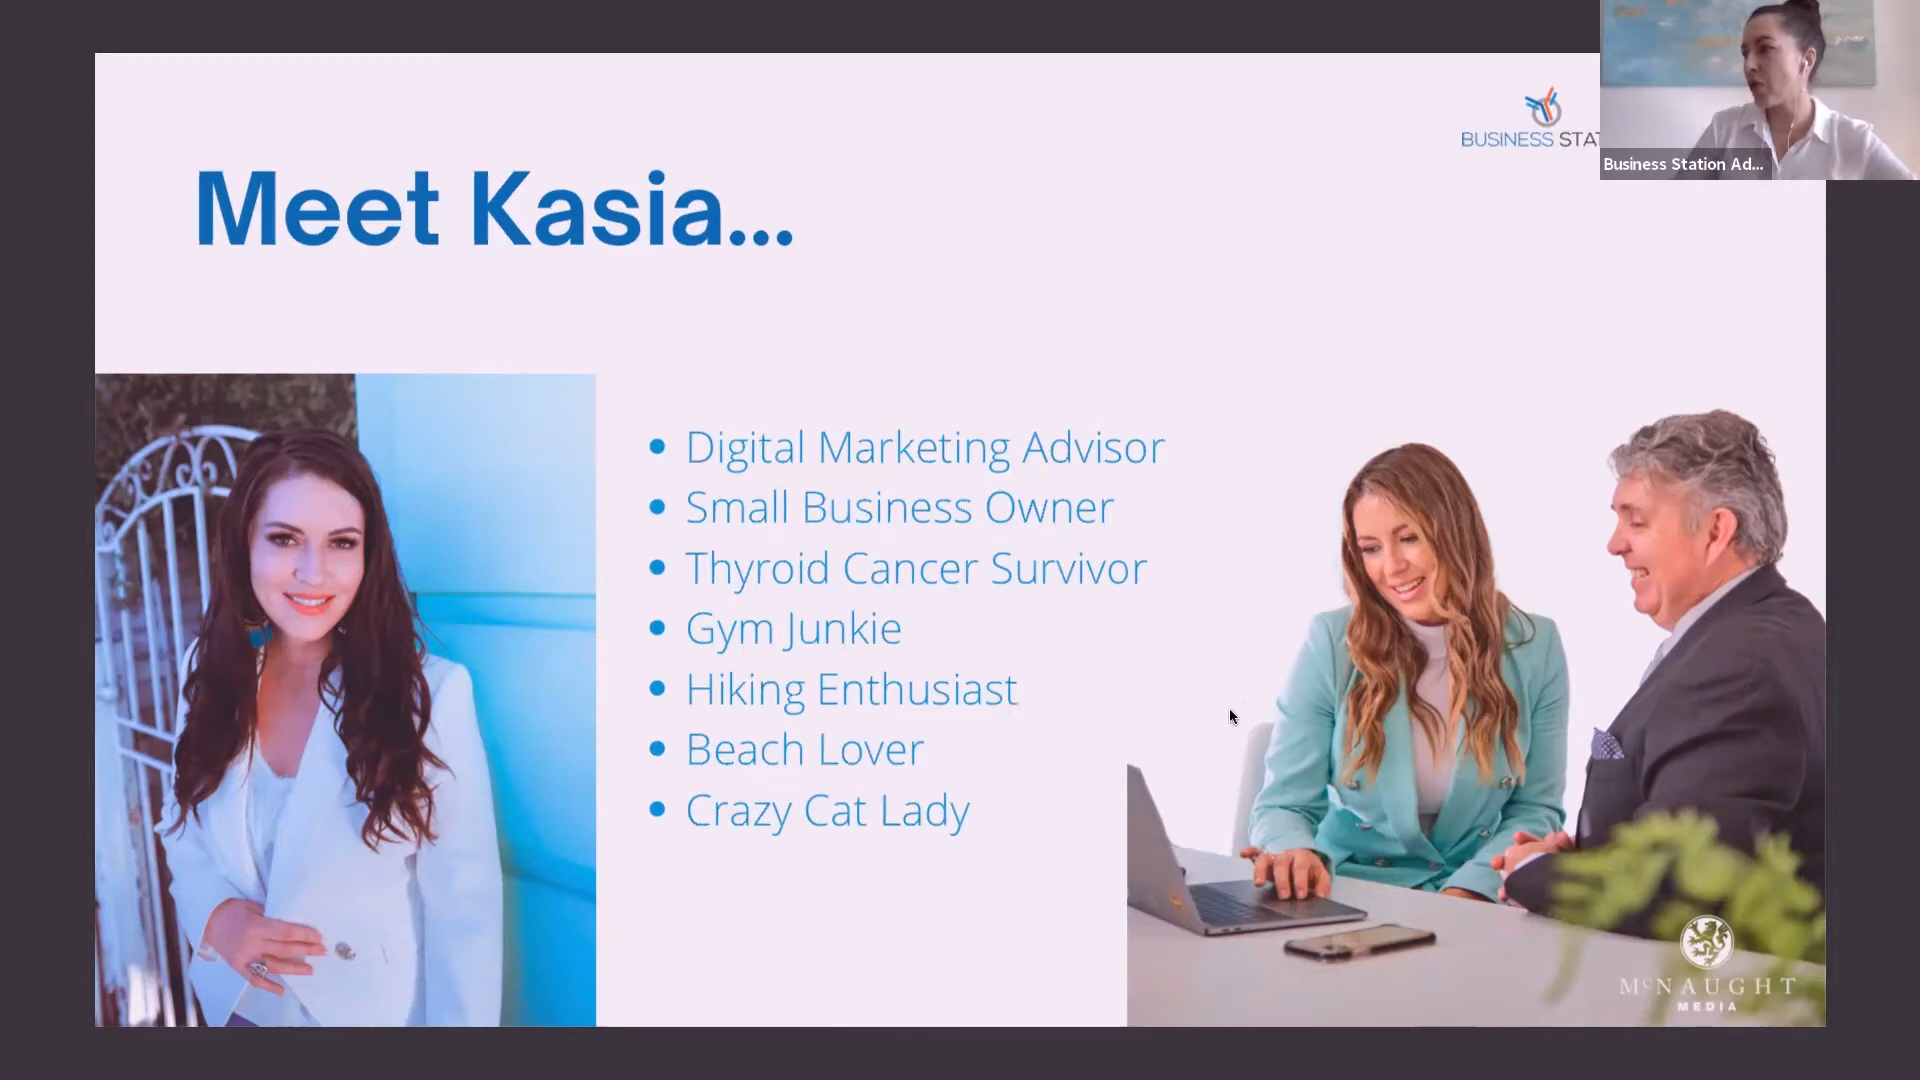 BUSINESS STA
Business Station Ad...
Meet Kasia...
• Digital Marketing Advisor
• Small Business Owner
• Thyroid Cancer Survivor
• Gym Junkie
• Hiking Enthusiast
• Beach Lover
• Crazy Cat Lady
McNAUGHT
MEDIA